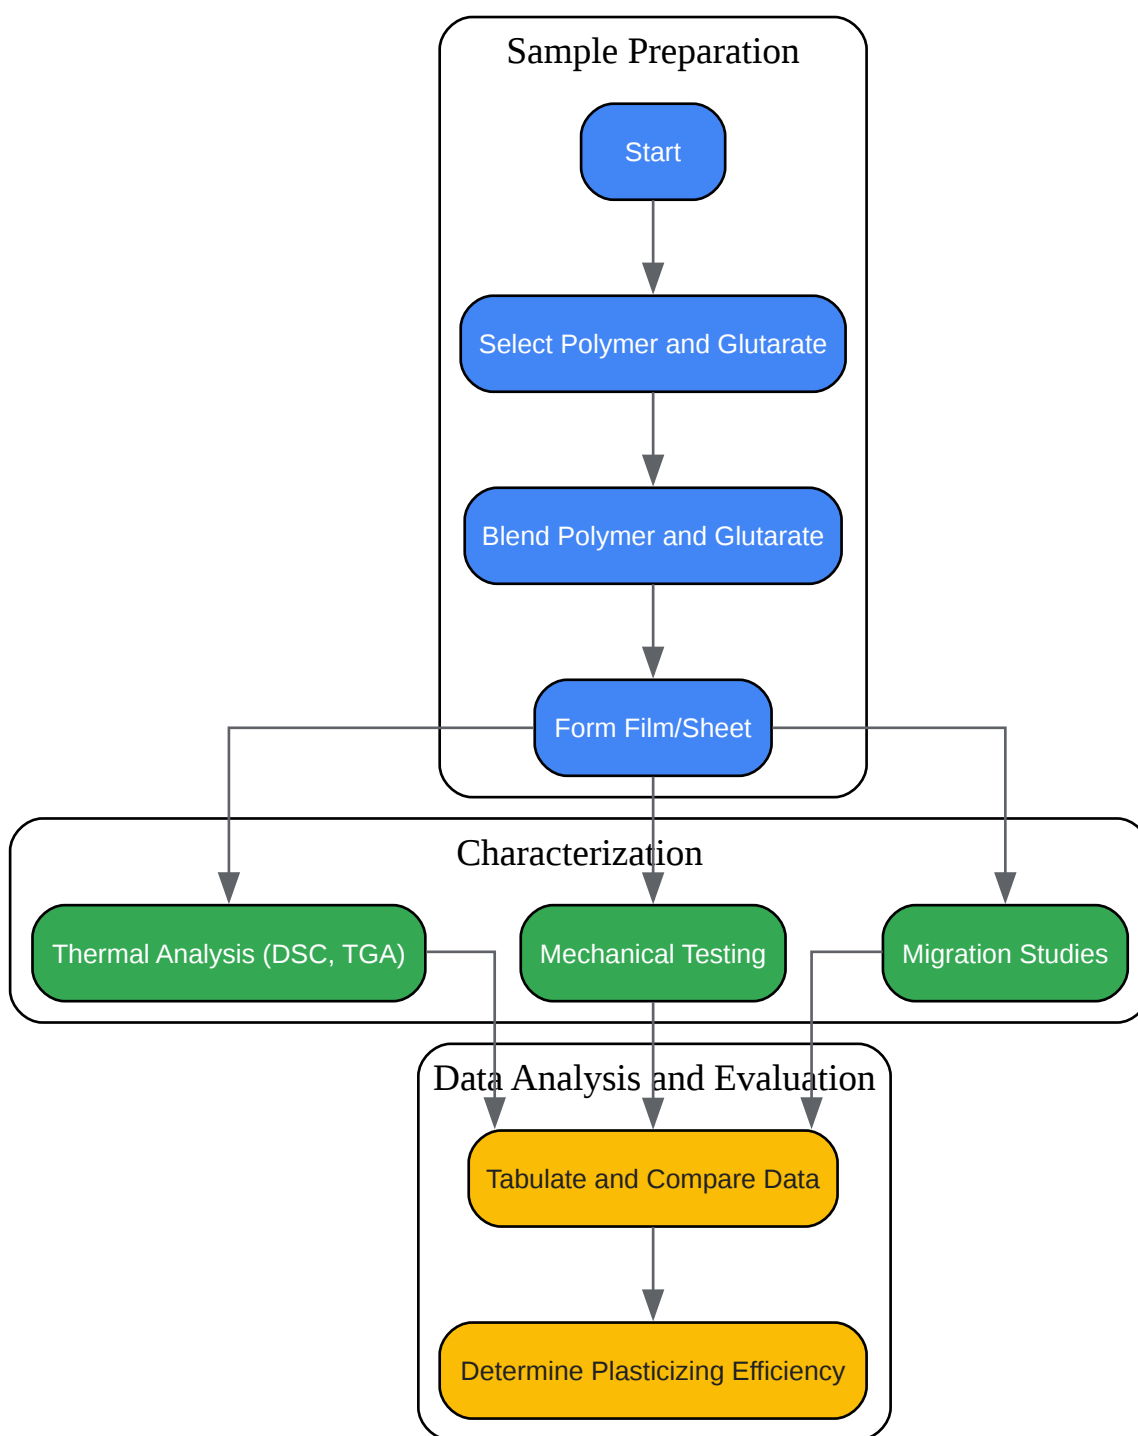 Sample Preparation
Start
Select Polymer and Glutarate
Blend Polymer and Glutarate
Form Film/Sheet
Characterization
Thermal Analysis (DSC, TGA)
Mechanical Testing
Migration Studies
Data Analysis and Evaluation
Tabulate and Compare Data
Determine Plasticizing Efficiency